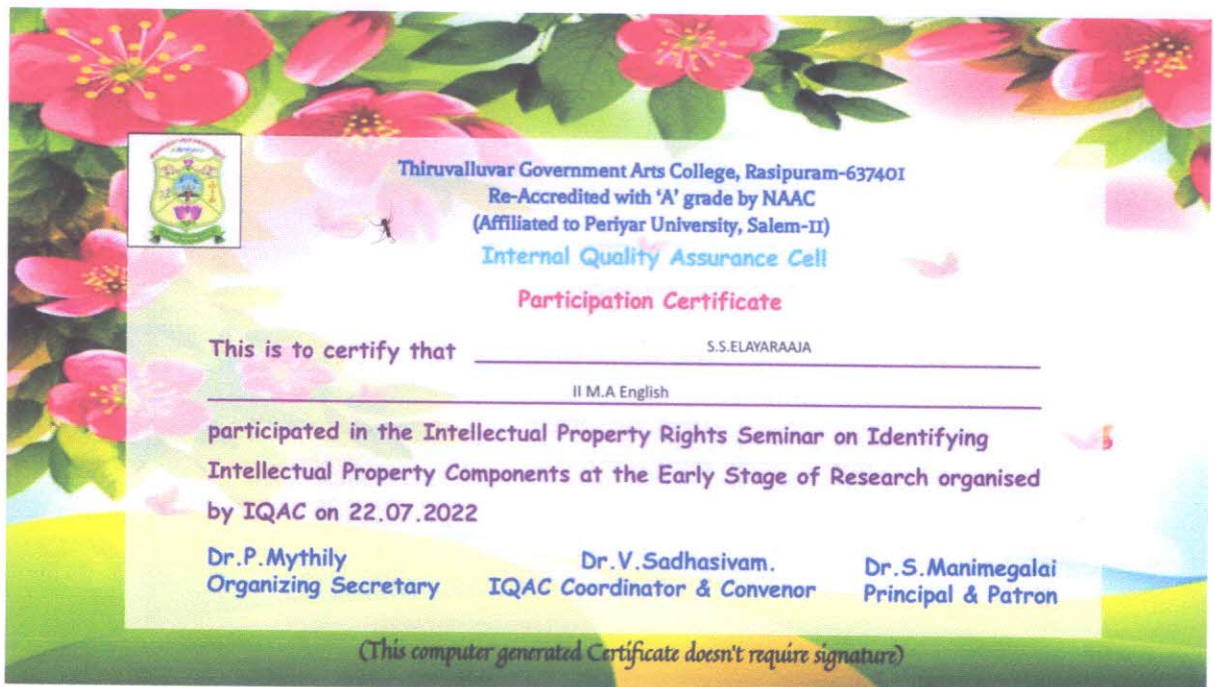 Thiruvalluvar Government Arts College, Rasipuram-637401
Re-Accredited with 'A' grade by NAAC
(Affiliated to Periyar University, Salem-11)
Internal Quality Assurance Cell
Participation Certificate
This is to certify that S.S.ELAYARAAJA
II M.A English
participated in the Intellectual Property Rights Seminar on Identifying
Intellectual Property Components at the Early Stage of Research organised
by IQAC on 22.07.2022
Dr.P.Mythily Dr.V.Sadhasivam. Dr.S.Manimegalai
Organizing Secretary IQAC Coordinator & Convenor Principal & Patron
(This computer generated Certificate doesn't require signature)